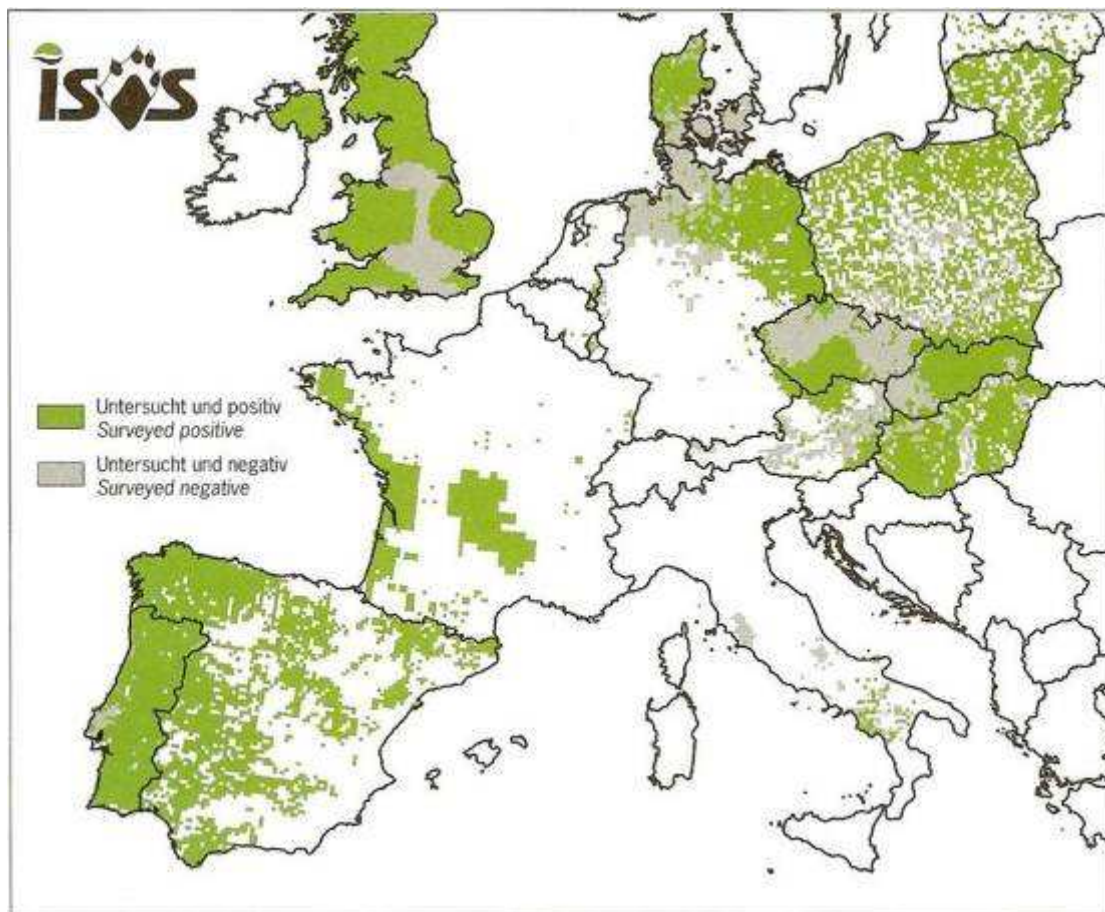 isos
Untersucht und positiv
Surveyed positive
Untersucht und negativ
Surveyed negative